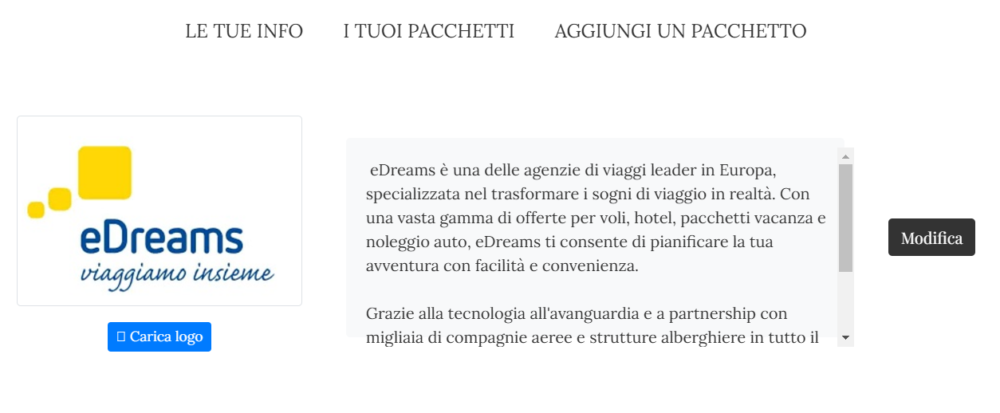 LE TUE INFO I TUOI PACCHETTI AGGIUNGI UN PACCHETTO
eDreams
viaggiamo insieme
Carica logo
eDreams è una delle agenzie di viaggi leader in Europa,
specializzata nel trasformare i sogni di viaggio in realtà. Con
una vasta gamma di offerte per voli, hotel, pacchetti vacanza e
noleggio auto, eDreams ti consente di pianificare la tua
avventura con facilità e convenienza.
Grazie alla tecnologia all'avanguardia e a partnership con
migliaia di compagnie aeree e strutture alberghiere in tutto il
Modifica